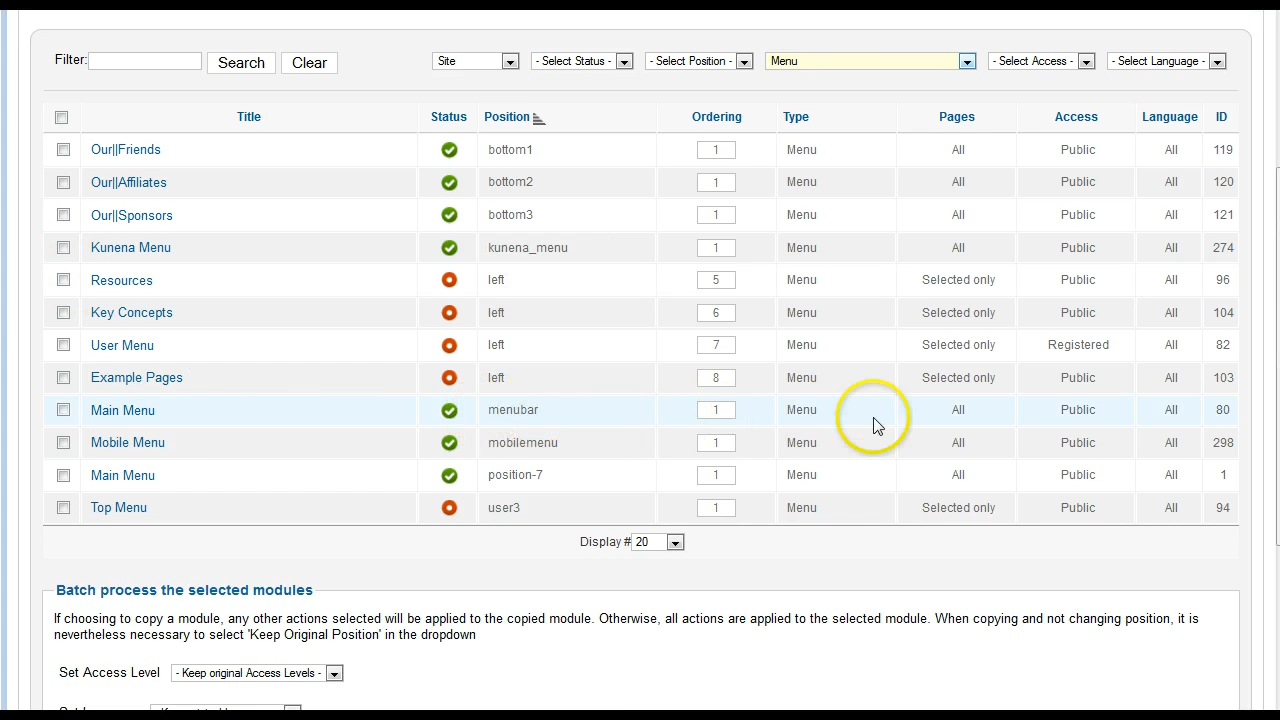 Filter: Search Clear Site - Select Status - - Select Position - Menu - Select Access - - Select Language -
Title Status Position Ordering Type Pages Access Language ID
Our||Friends bottom1 1 Menu All Public All 119
Our||Affiliates bottom2 1 Menu All Public All 120
Our||Sponsors bottom3 1 Menu All Public All 121
Kunena Menu kunena_menu 1 Menu All Public All 274
Resources left 5 Menu Selected only Public All 96
Key Concepts left 6 Menu Selected only Public All 104
User Menu left 7 Menu Selected only Registered All 82
Example Pages left 8 Menu Selected only Public All 103
Main Menu menubar 1 Menu All Public All 80
Mobile Menu mobilemenu 1 Menu All Public All 298
Main Menu position-7 1 Menu All Public All 1
Top Menu user3 1 Menu Selected only Public All 94
Display # 20
Batch process the selected modules
If choosing to copy a module, any other actions selected will be applied to the copied module. Otherwise, all actions are applied to the selected module. When copying and not changing position, it is
nevertheless necessary to select 'Keep Original Position' in the dropdown
Set Access Level - Keep original Access Levels -